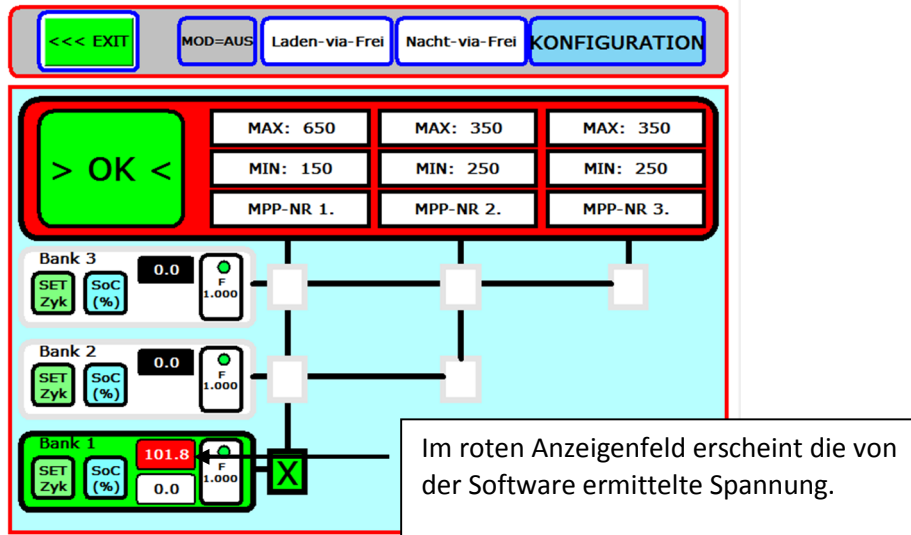 <<< EXIT
MOD=AUS
Laden-via-Frei
Nacht-via-Frei
KONFIGURATION
> OK <
MAX: 650
MAX: 350
MAX: 350
MIN: 150
MIN: 250
MIN: 250
MPP-NR 1.
MPP-NR 2.
MPP-NR 3.
Bank 3
SET
Zyk
SoC
(%)
0.0
F
1.000
Bank 2
SET
Zyk
SoC
(%)
0.0
F
1.000
Bank 1
SET
Zyk
SoC
(%)
101.8
0.0
F
1.000
X
Im roten Anzeigenfeld erscheint die von
der Software ermittelte Spannung.